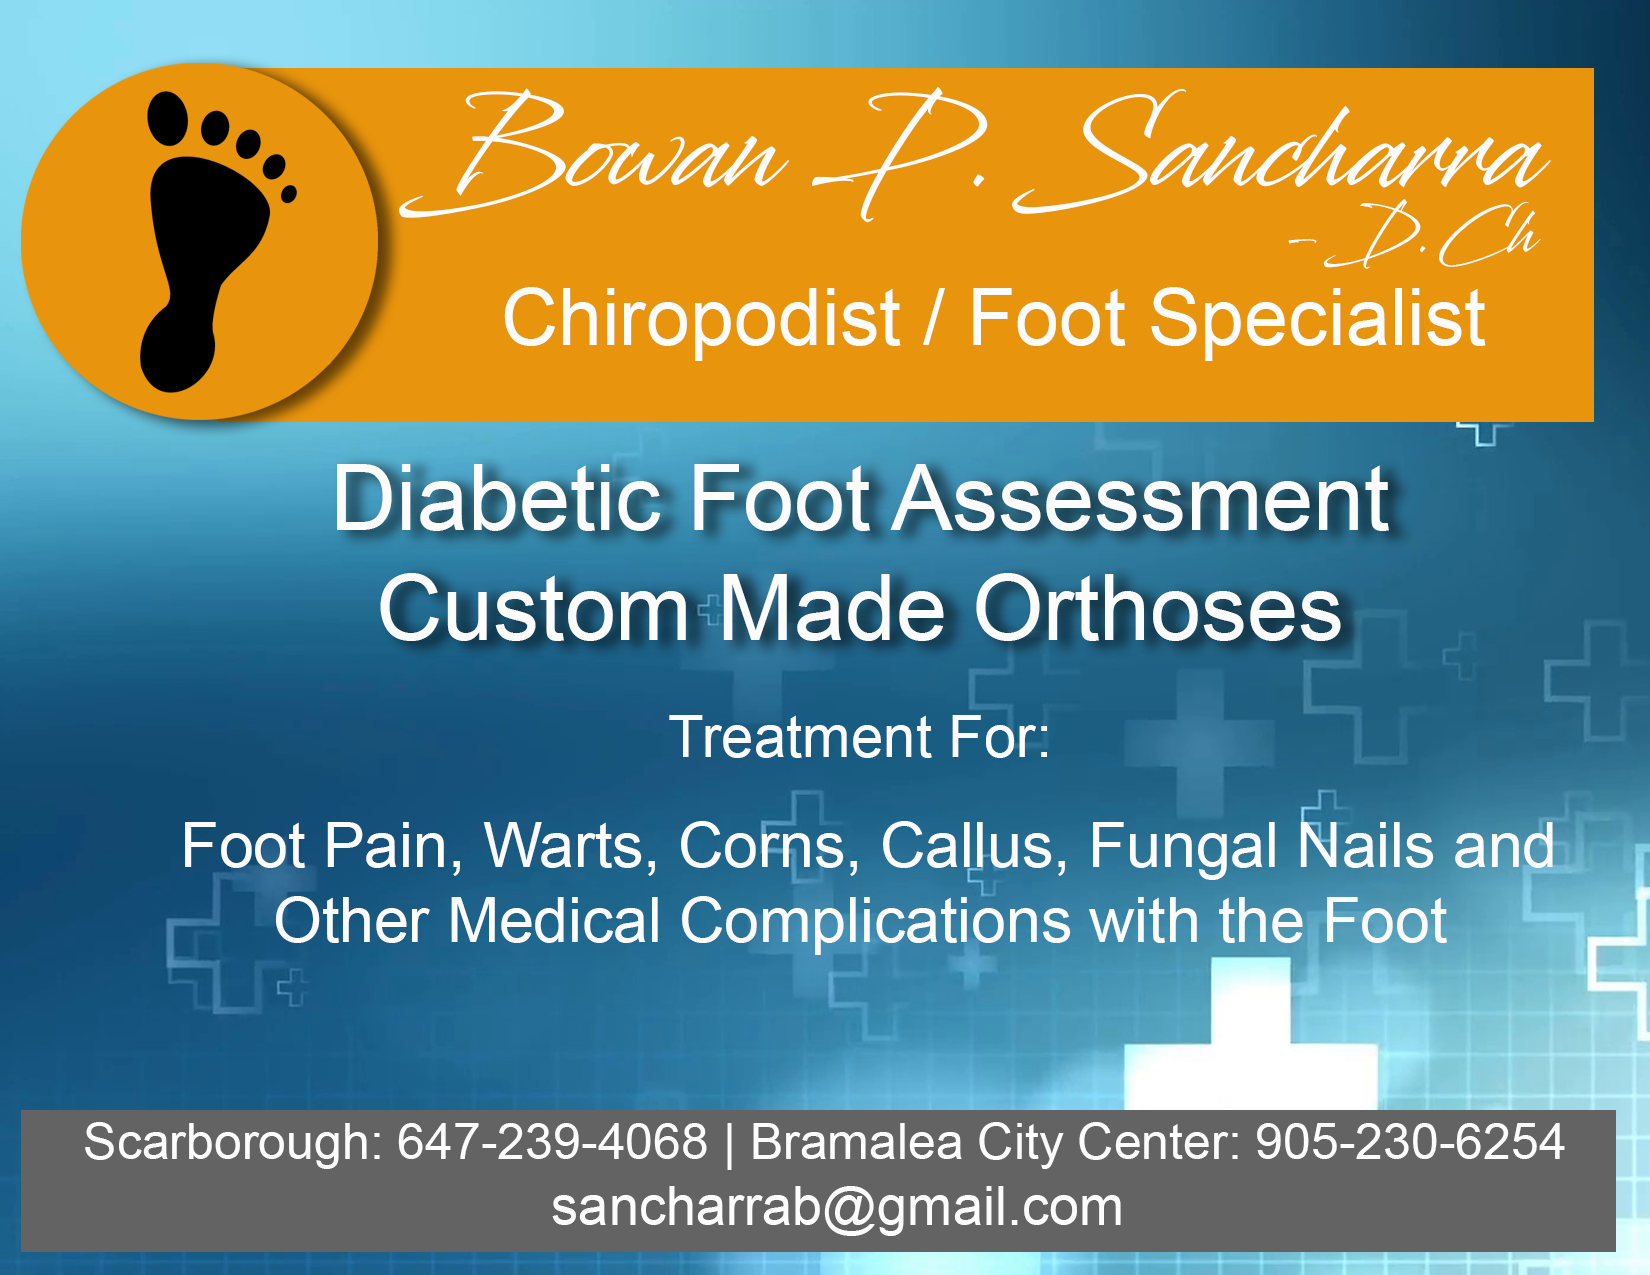 Bowan P. Sancharra
- D.Ch
Chiropodist / Foot Specialist
Diabetic Foot Assessment
Custom Made Orthoses
Treatment For:
Foot Pain, Warts, Corns, Callus, Fungal Nails and
Other Medical Complications with the Foot
Scarborough: 647-239-4068 | Bramalea City Center: 905-230-6254
sancharrab@gmail.com